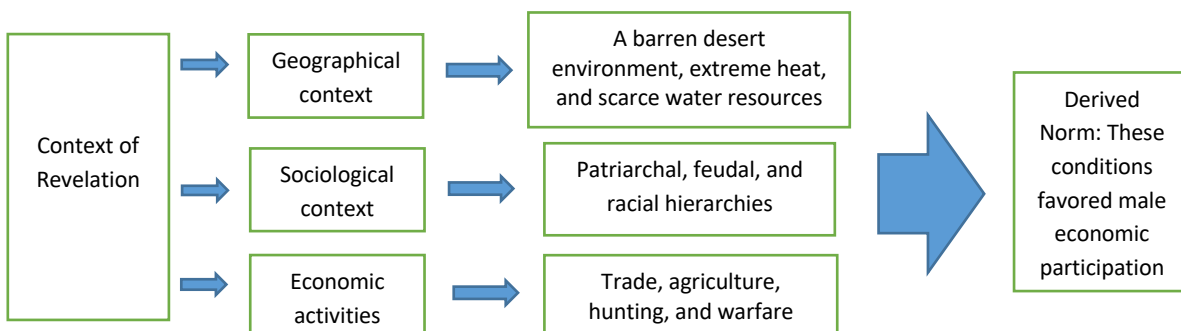 Context of
Revelation
Geographical
context
A barren desert
environment, extreme heat,
and scarce water resources
Sociological
context
Patriarchal, feudal, and
racial hierarchies
Economic
activities
Trade, agriculture,
hunting, and warfare
Derived
Norm: These
conditions
favored male
economic
participation